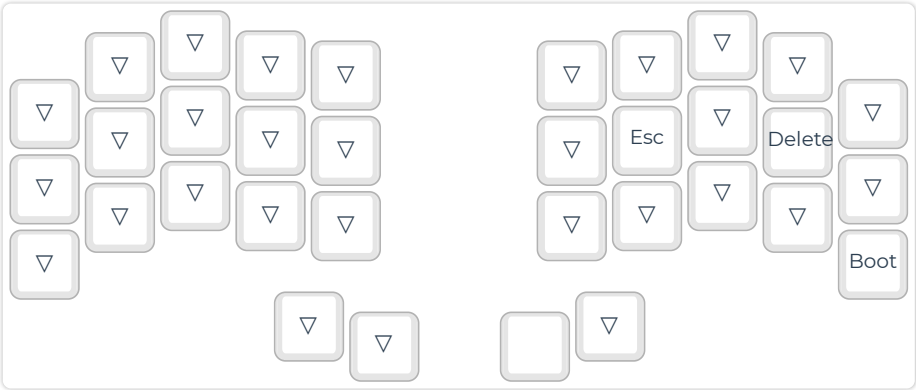 ▽ ▽ ▽ ▽ ▽ ▽ ▽ ▽ ▽ ▽
▽ ▽ ▽ ▽ ▽ ▽ Esc ▽ Delete ▽
▽ ▽ ▽ ▽ ▽ ▽ ▽ ▽ ▽ Boot
▽ ▽ ▽